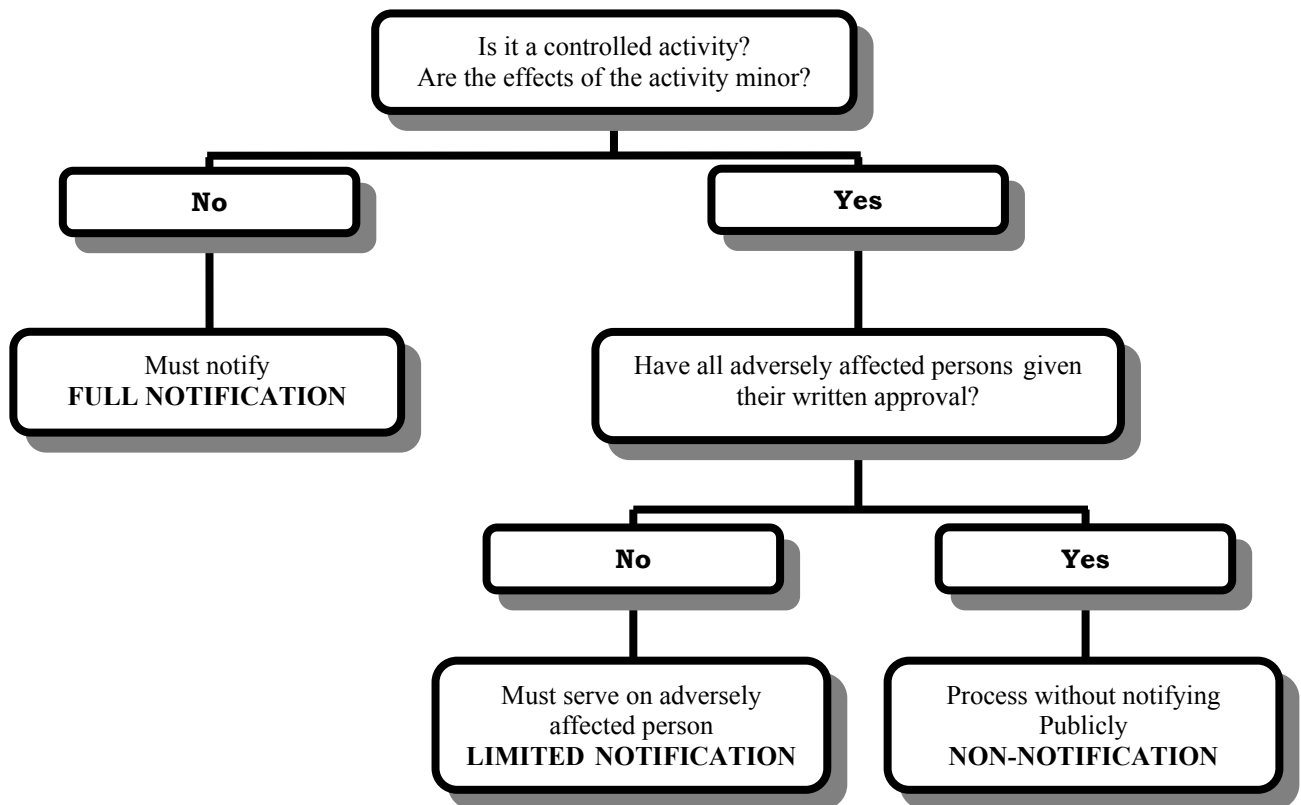 Is it a controlled activity?
Are the effects of the activity minor?
No
Yes
Must notify
FULL NOTIFICATION
Have all adversely affected persons given
their written approval?
No
Yes
Must serve on adversely
affected person
LIMITED NOTIFICATION
Process without notifying
Publicly
NON-NOTIFICATION